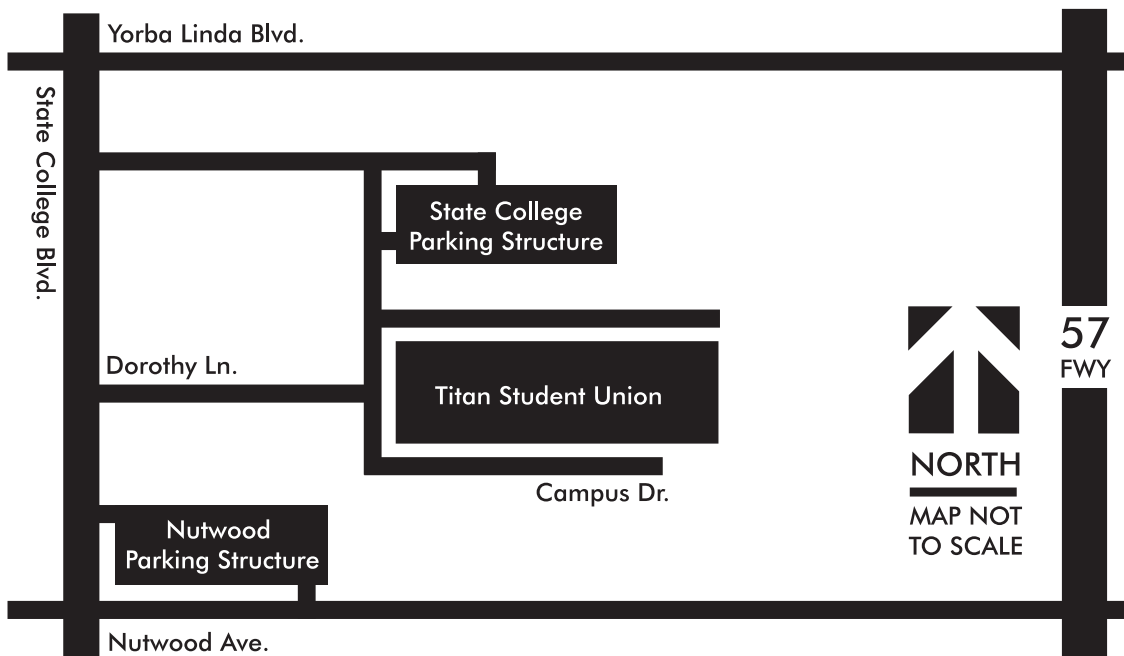 Yorba Linda Blvd.
State College Blvd.
State College
Parking Structure
57
FWY
Dorothy Ln.
Titan Student Union
NORTH
Campus Dr.
MAP NOT
TO SCALE
Nutwood
Parking Structure
Nutwood Ave.